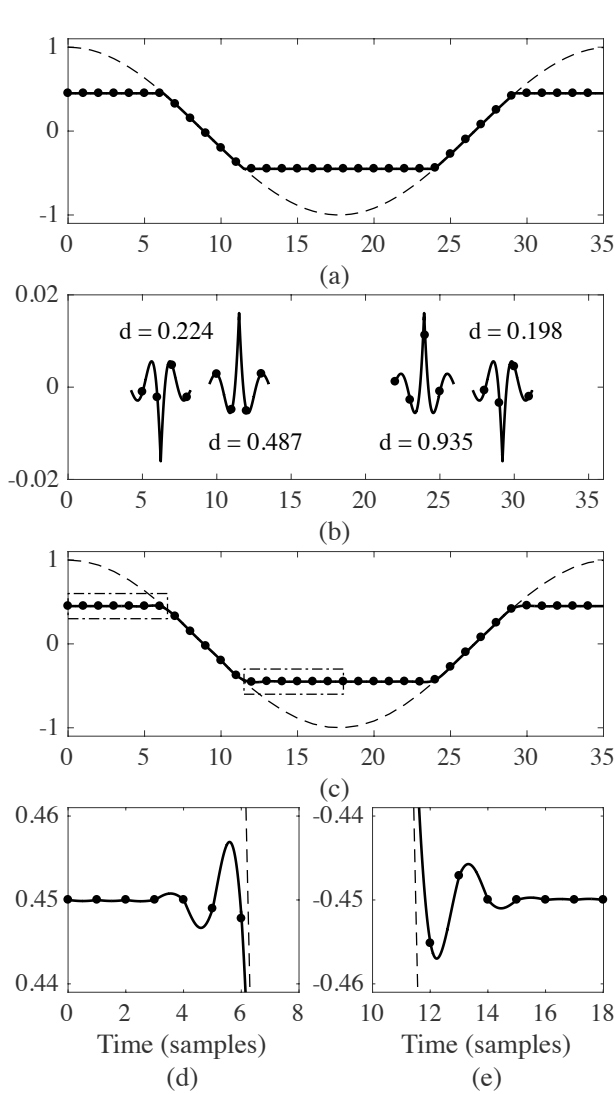 1
0
-1
0 5 10 15 20 25 30 35
(a)
0.02
0
-0.02
d = 0.224
d = 0.198
d = 0.487
d = 0.935
0 5 10 15 20 25 30 35
(b)
1
0
-1
0 5 10 15 20 25 30 35
(c)
0.46
0.45
0.44
0 2 4 6 8
Time (samples)
(d)
-0.44
-0.45
-0.46
10 12 14 16 18
Time (samples)
(e)